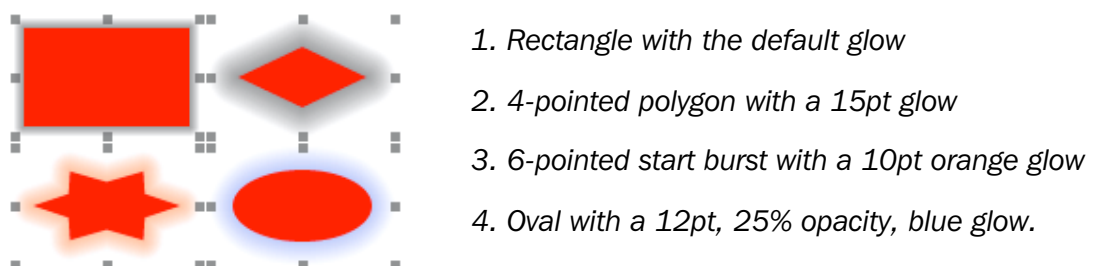 1. Rectangle with the default glow
2. 4-pointed polygon with a 15pt glow
3. 6-pointed start burst with a 10pt orange glow
4. Oval with a 12pt, 25% opacity, blue glow.